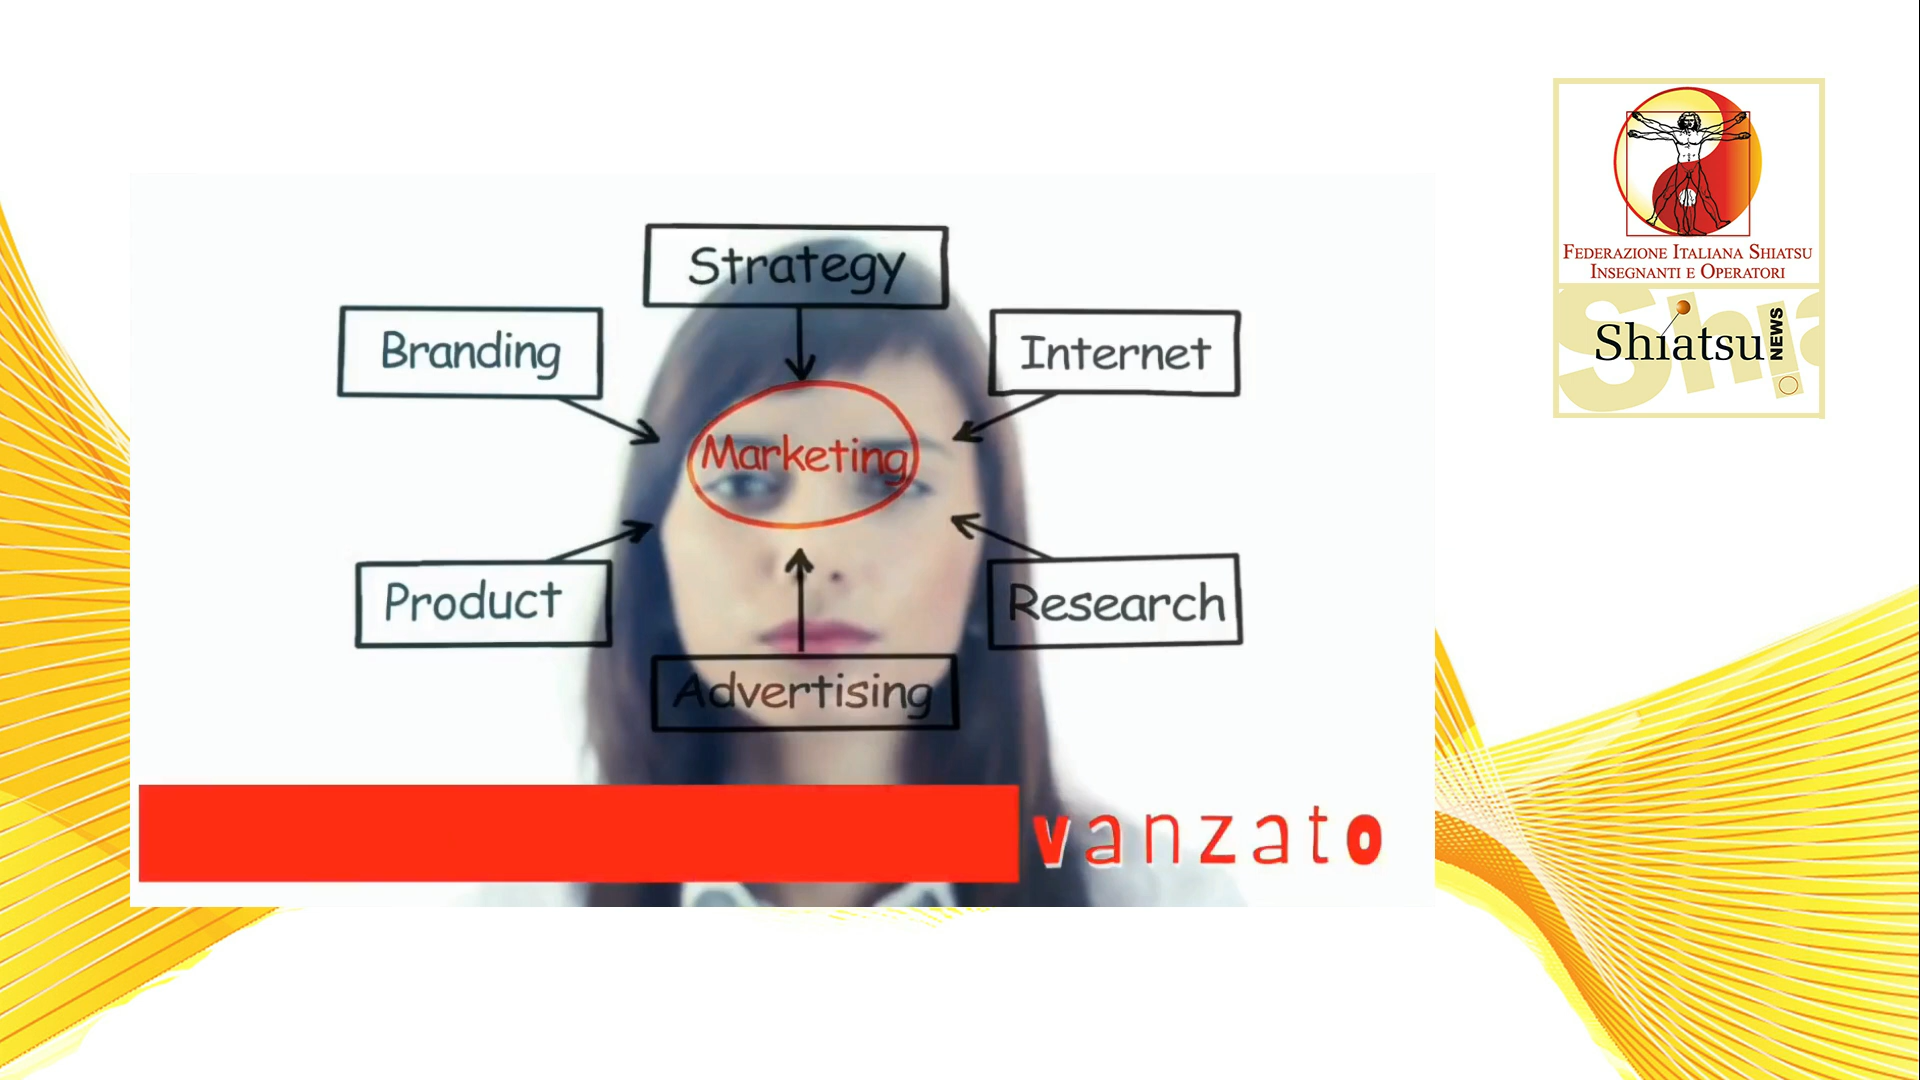 Strategy
Branding
Internet
Marketing
Product
Research
Advertising
vanzato
FEDERAZIONE ITALIANA SHIATSU
INSEGNANTI E OPERATORI
Shiatsu NEWS